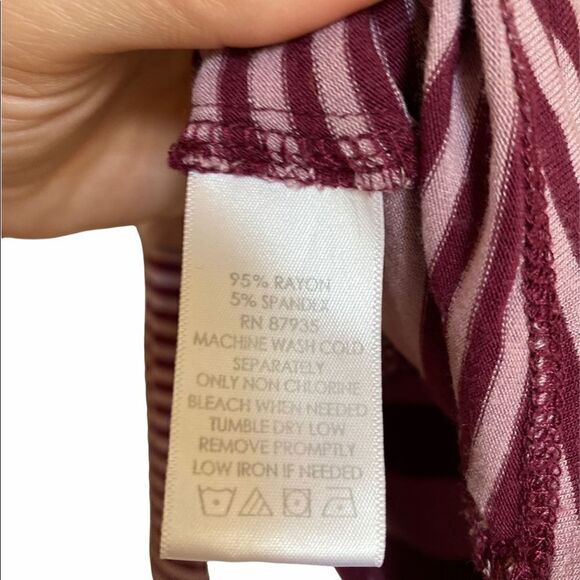 95% RAYON
5% SPANDEX
RN 87935
MACHINE WASH COLD
SEPARATELY
ONLY NON CHLORINE
BLEACH WHEN NEEDED
TUMBLE DRY LOW
REMOVE PROMPTLY
LOW IRON IF NEEDED